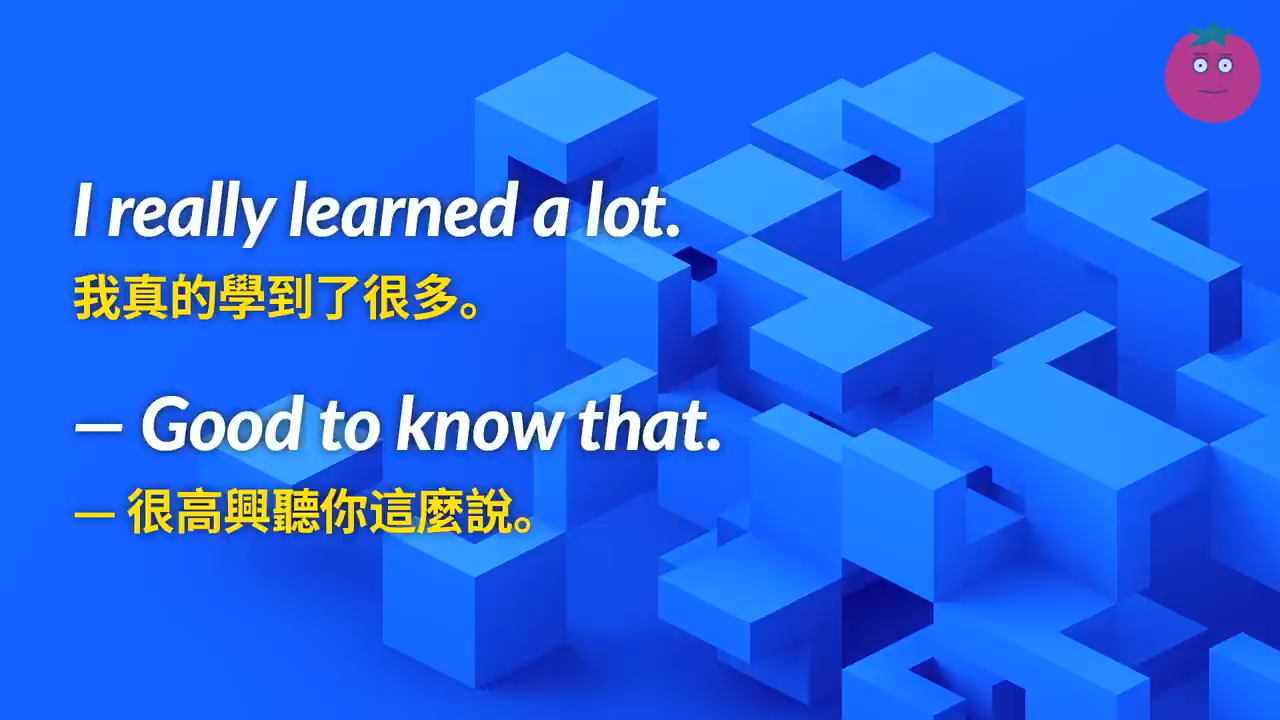 I really learned a lot.
我真的學到了很多。
— Good to know that.
— 很高興聽你這麼說。